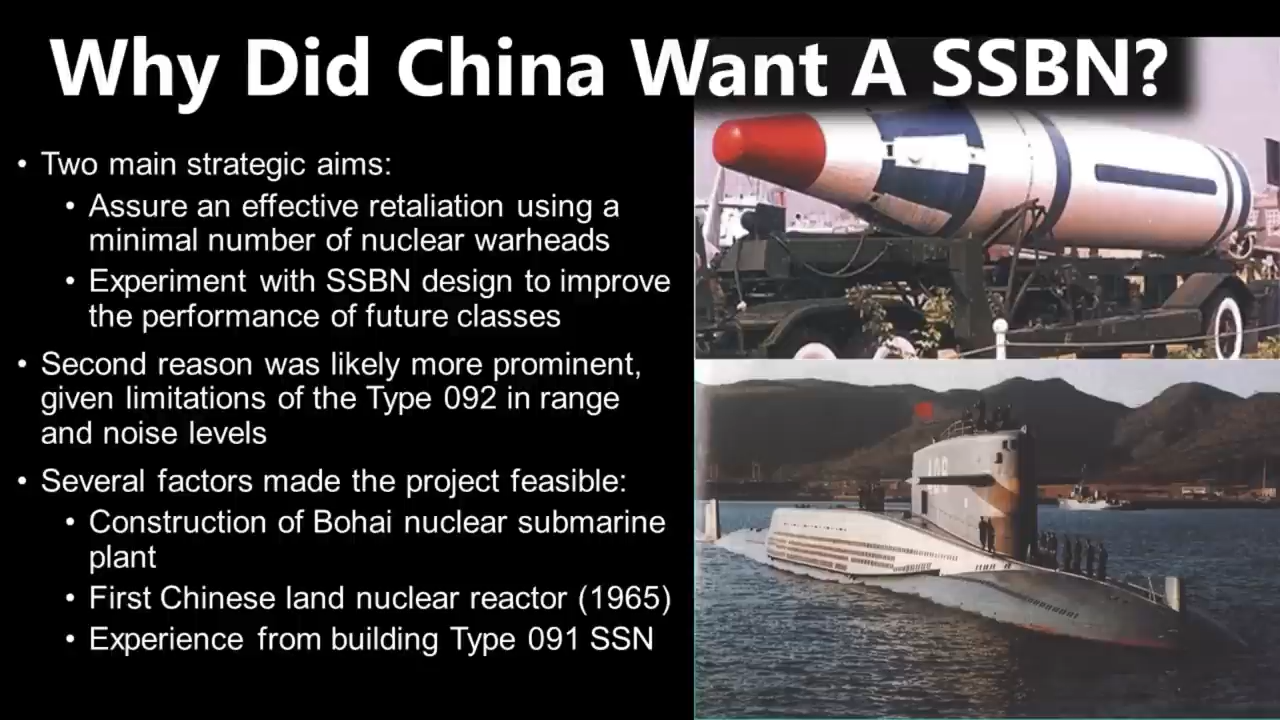 Why Did China Want A SSBN?
• Two main strategic aims:
• Assure an effective retaliation using a
minimal number of nuclear warheads
• Experiment with SSBN design to improve
the performance of future classes
• Second reason was likely more prominent,
given limitations of the Type 092 in range
and noise levels
• Several factors made the project feasible:
• Construction of Bohai nuclear submarine
plant
• First Chinese land nuclear reactor (1965)
• Experience from building Type 091 SSN